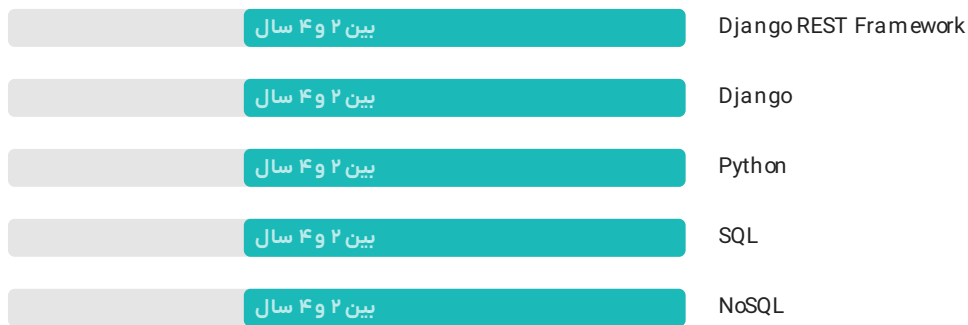 Django REST Framework
بین ۲ و ۴ سال
Django
بین ۲ و ۴ سال
Python
بین ۲ و ۴ سال
SQL
بین ۲ و ۴ سال
NoSQL
بین ۲ و ۴ سال